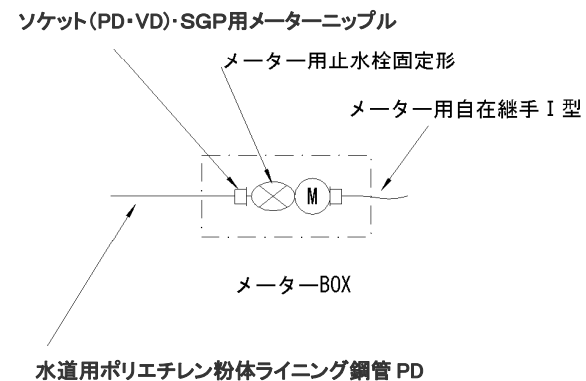 ソケット(PD・VD)・SGP用メーターニップル
メーター用止水栓固定形
メーター用自在継手Ⅰ型
M
メーターBOX
水道用ポリエチレン粉体ライニング鋼管PD